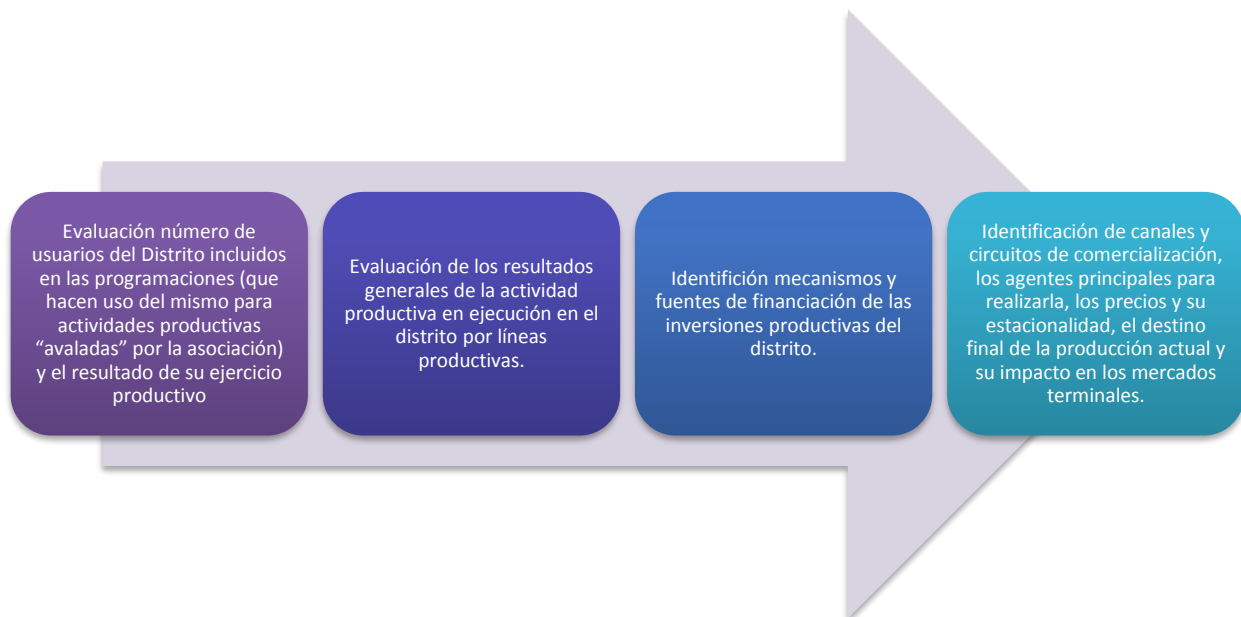 Evaluación número de
usuarios del Distrito incluidos
en las programaciones (que
hacen uso del mismo para
actividades productivas
“avaladas” por la asociación)
y el resultado de su ejercicio
productivo
Evaluación de los resultados
generales de la actividad
productiva en ejecución en el
distrito por líneas
productivas.
Identifición mecanismos y
fuentes de financiación de las
inversiones productivas del
distrito.
Identificación de canales y
circuitos de comercialización,
los agentes principales para
realizarla, los precios y su
estacionalidad, el destino
final de la producción actual y
su impacto en los mercados
terminales.